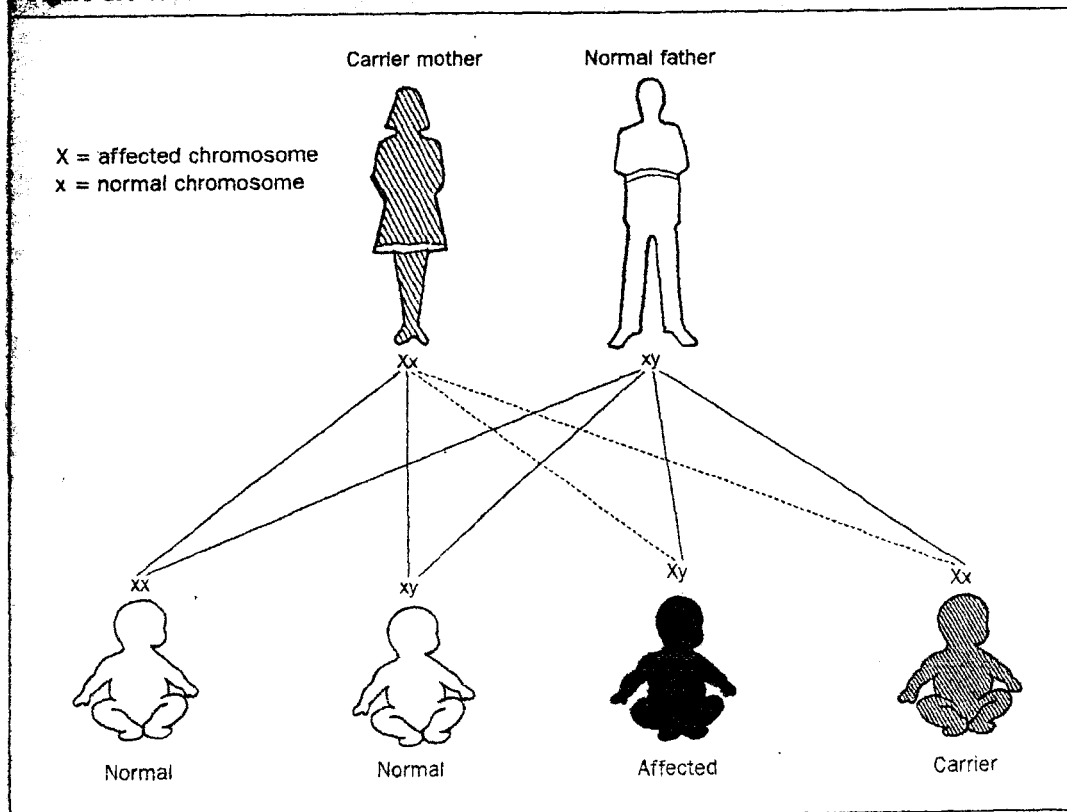 Carrier mother
Normal father
X = affected chromosome
x = normal chromosome
Xx
xy
xx
xy
Xy
Xx
Normal
Normal
Affected
Carrier